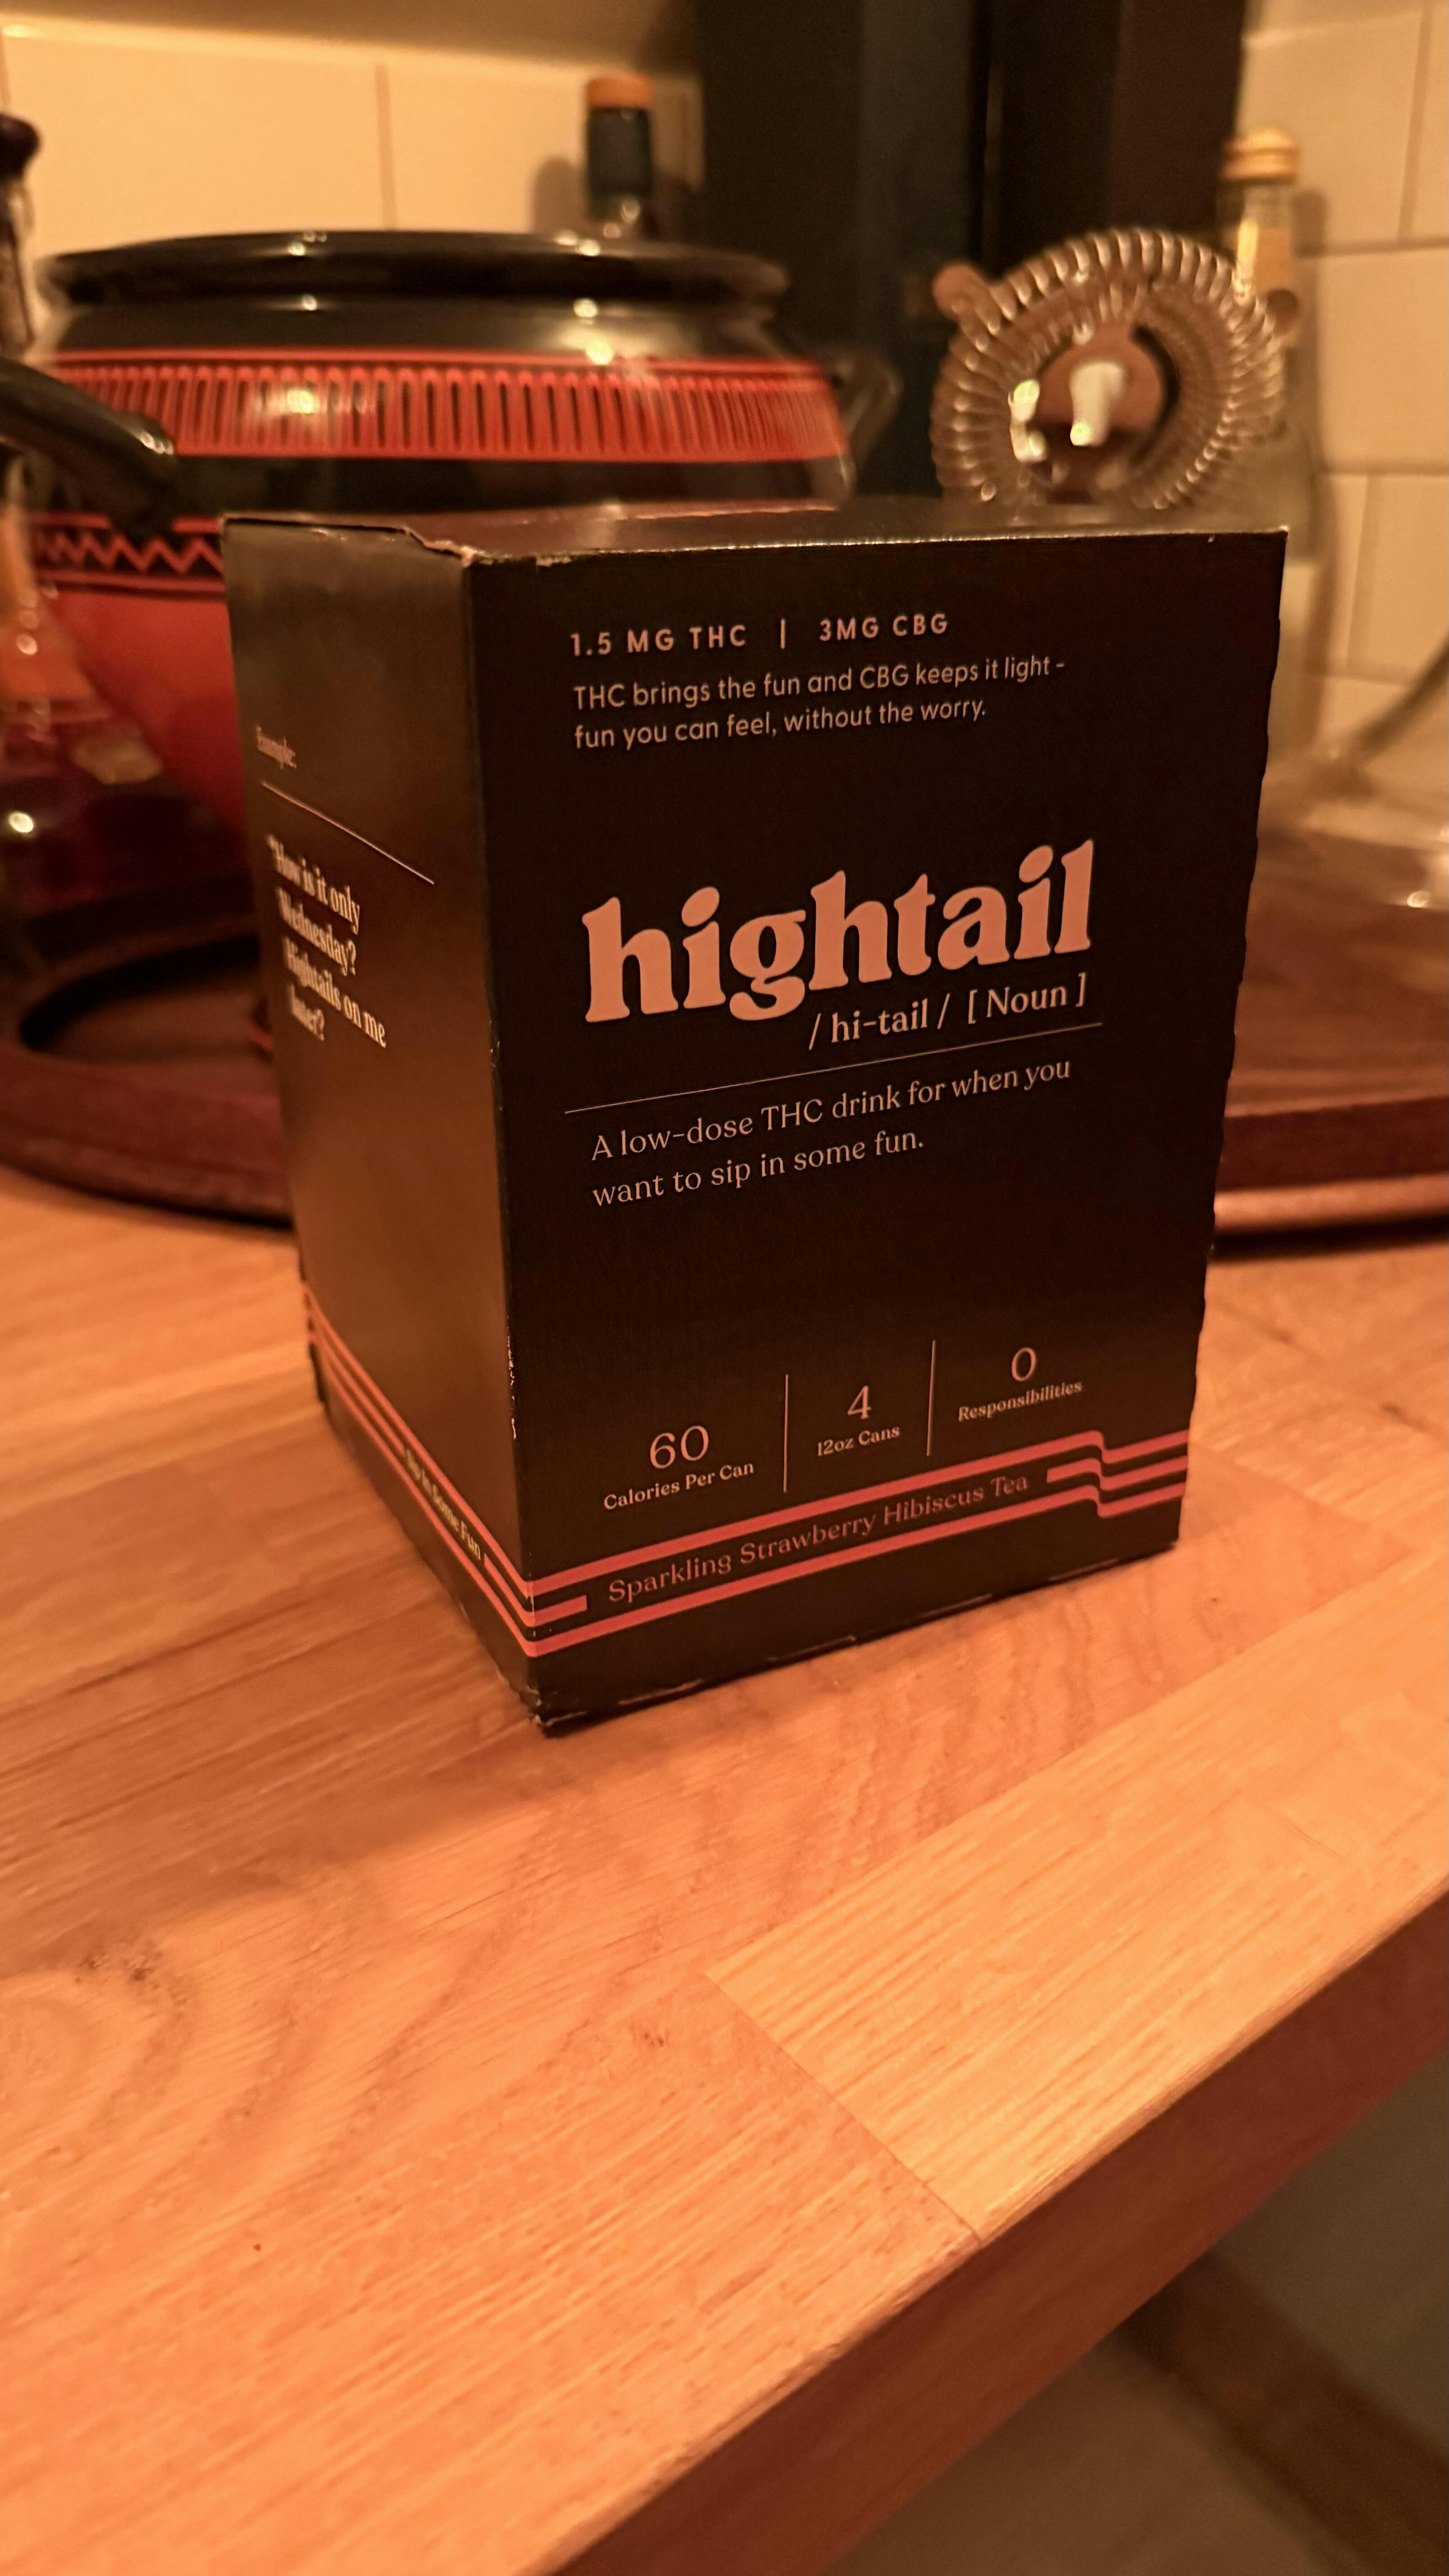 1.5 MG THC | 3MG CBG
THC brings the fun and CBG keeps it light -
fun you can feel, without the worry.
hightail
/ hi-tail / [ Noun ]
A low-dose THC drink for when you
want to sip in some fun.
60
Calories Per Can
4
12oz Cans
0
Responsibilities
Sparkling Strawberry Hibiscus Tea
Example:
"How is it only
Wednesday?
Hightails on me
later?
Sip in Some Fun